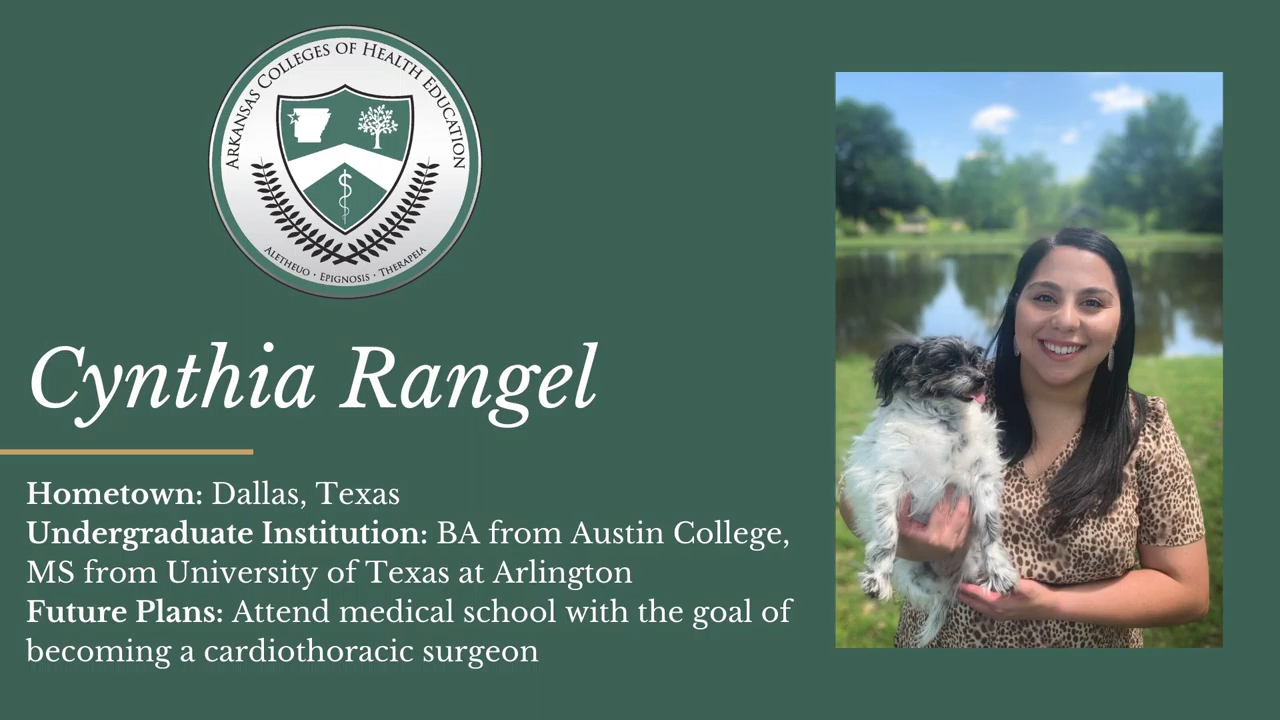 ARKANSAS COLLEGES OF HEALTH EDUCATION
ALETHEUO · EPIGNOSIS · THERAPEIA
Cynthia Rangel
Hometown: Dallas, Texas
Undergraduate Institution: BA from Austin College,
MS from University of Texas at Arlington
Future Plans: Attend medical school with the goal of
becoming a cardiothoracic surgeon